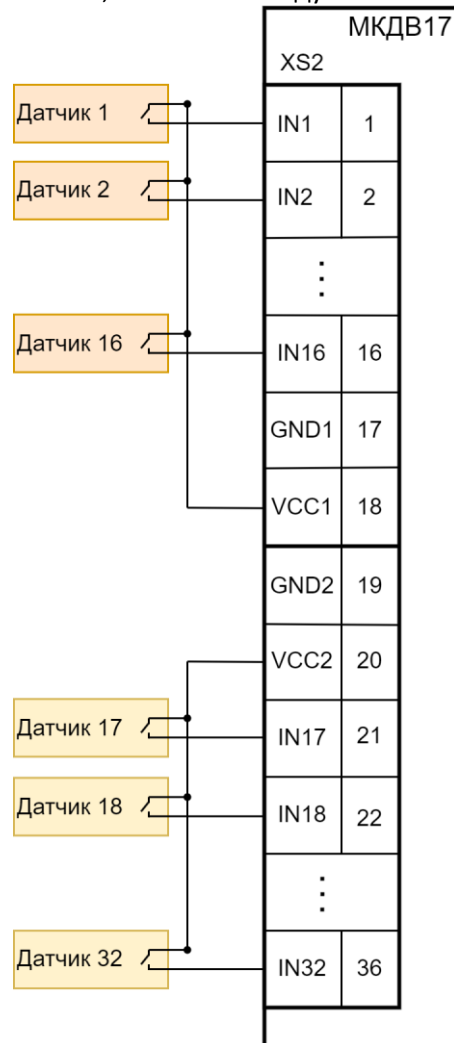 МКДВ17
XS2
Датчик 1 IN1 1
Датчик 2 IN2 2
⋮
Датчик 16 IN16 16
GND1 17
VCC1 18
GND2 19
VCC2 20
Датчик 17 IN17 21
Датчик 18 IN18 22
⋮
Датчик 32 IN32 36